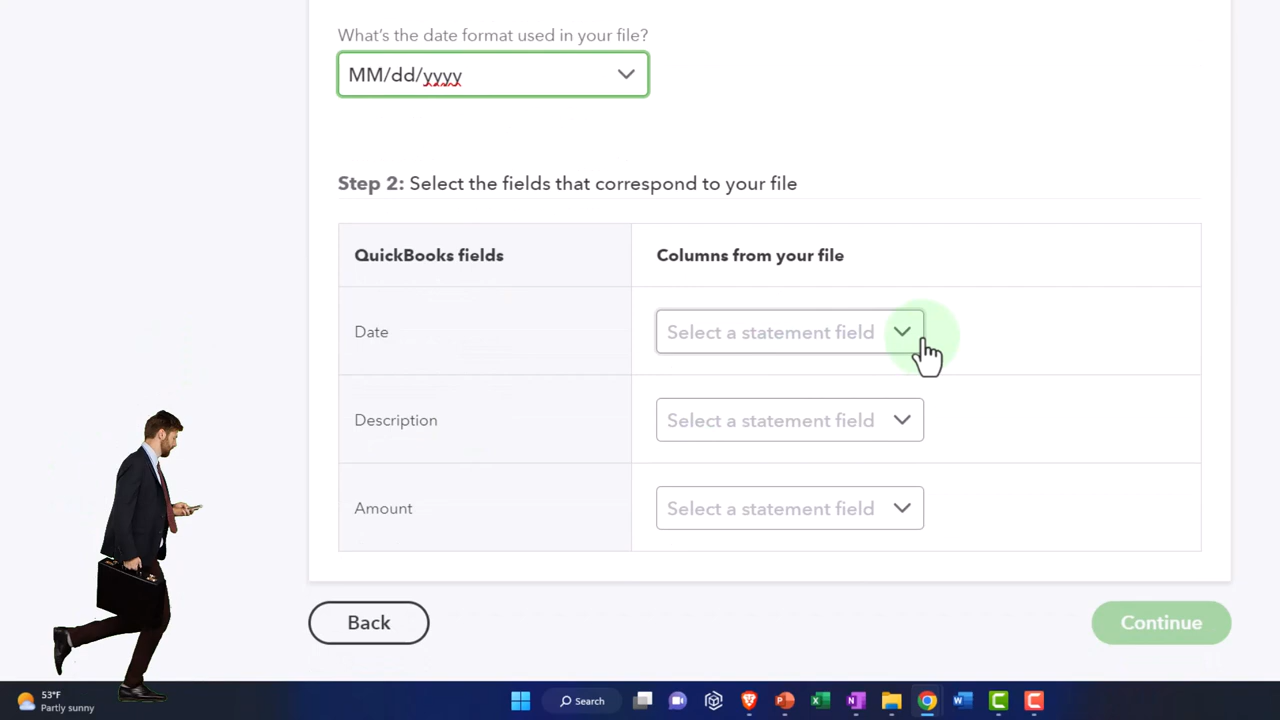 What's the date format used in your file?
MM/dd/yyyy
Step 2: Select the fields that correspond to your file
QuickBooks fields
Columns from your file
Date
Select a statement field
Description
Select a statement field
Amount
Select a statement field
Back
Continue
53°F
Partly sunny
Search